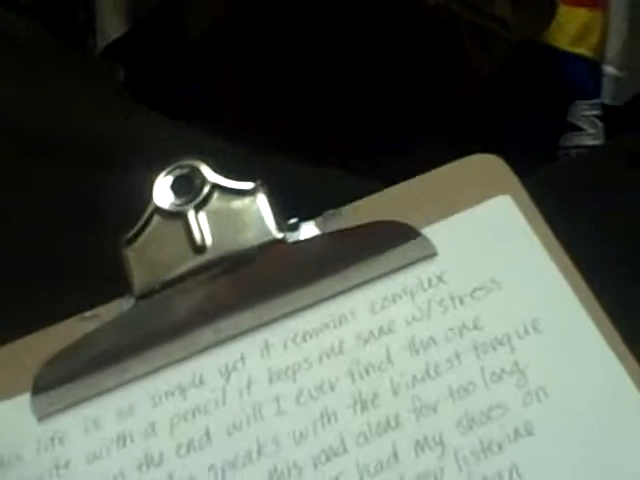 life is so simple yet it remains complex
write with a pencil it keeps me sane w/stress
in the end will I ever find tha one
speaks with the kindest tongue
this road alone for too long
had my shoes on
listening